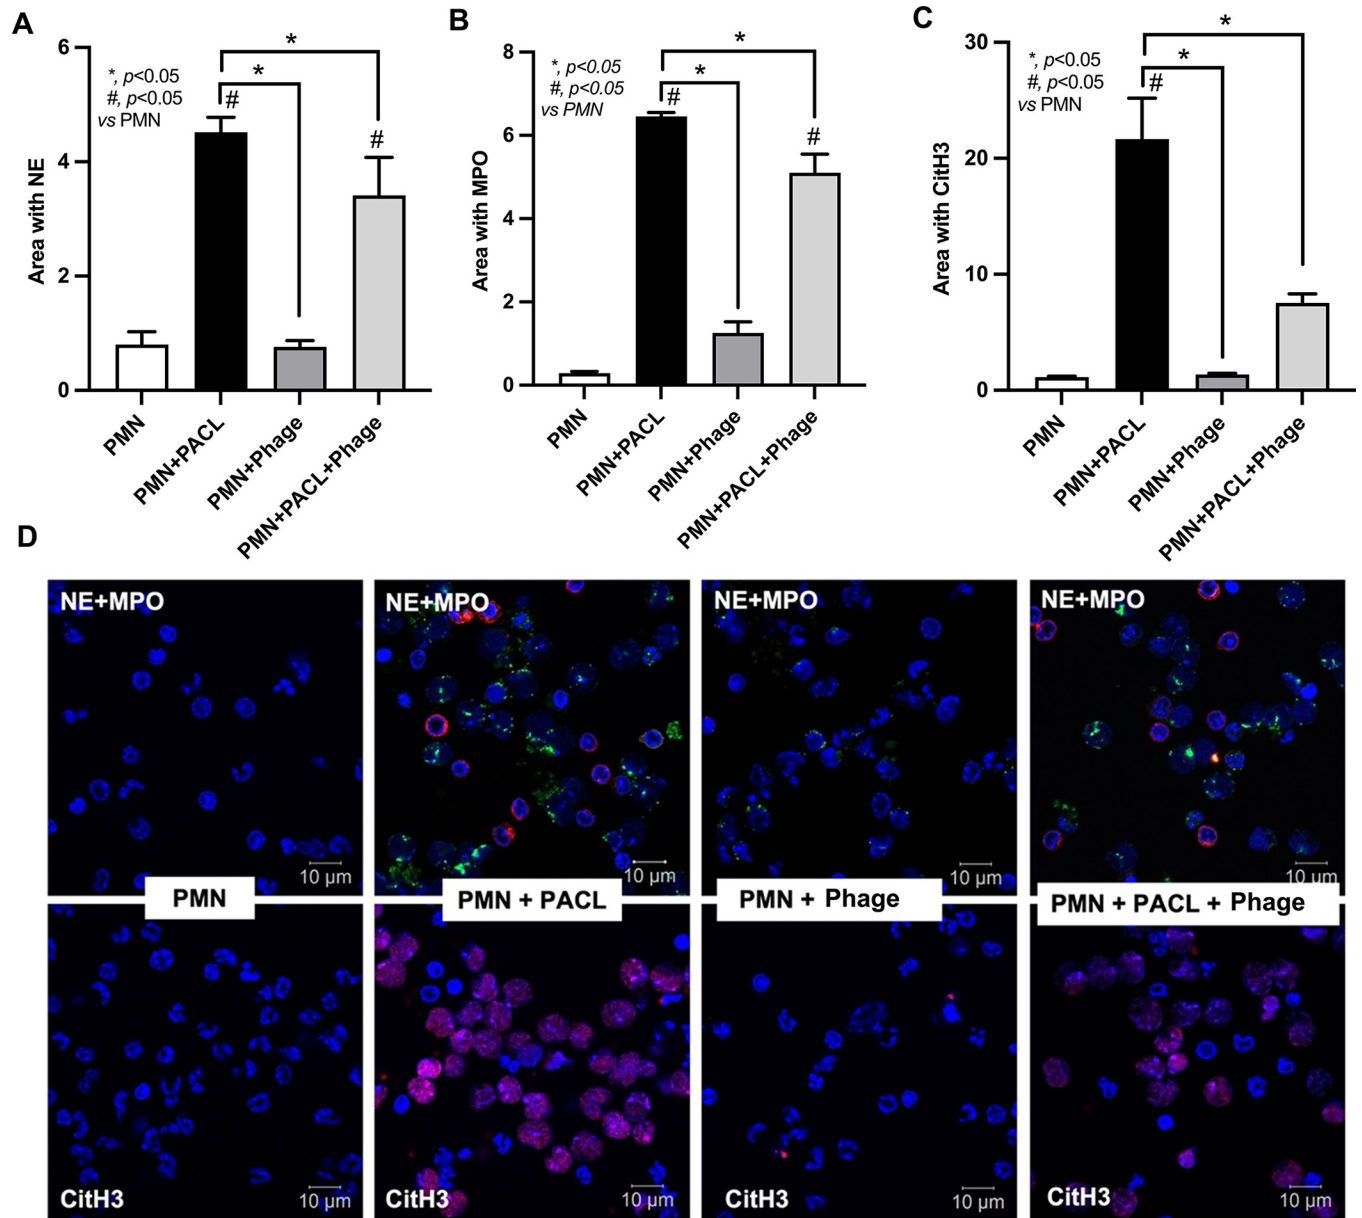 A
Area with NE
6
4
2
0
*, p<0.05
#, p<0.05
vs PMN
*
*
#
#
PMN
PMN+PACL
PMN+Phage
PMN+PACL+Phage
B
Area with MPO
8
6
4
2
0
*, p<0.05
#, p<0.05
vs PMN
*
*
#
#
PMN
PMN+PACL
PMN+Phage
PMN+PACL+Phage
C
Area with CitH3
30
20
10
0
*, p<0.05
#, p<0.05
vs PMN
*
*
#
PMN
PMN+PACL
PMN+Phage
PMN+PACL+Phage
D
NE+MPO
NE+MPO
NE+MPO
NE+MPO
10 µm
10 µm
10 µm
10 µm
PMN
PMN + PACL
PMN + Phage
PMN + PACL + Phage
CitH3
10 µm
CitH3
10 µm
CitH3
10 µm
CitH3
10 µm